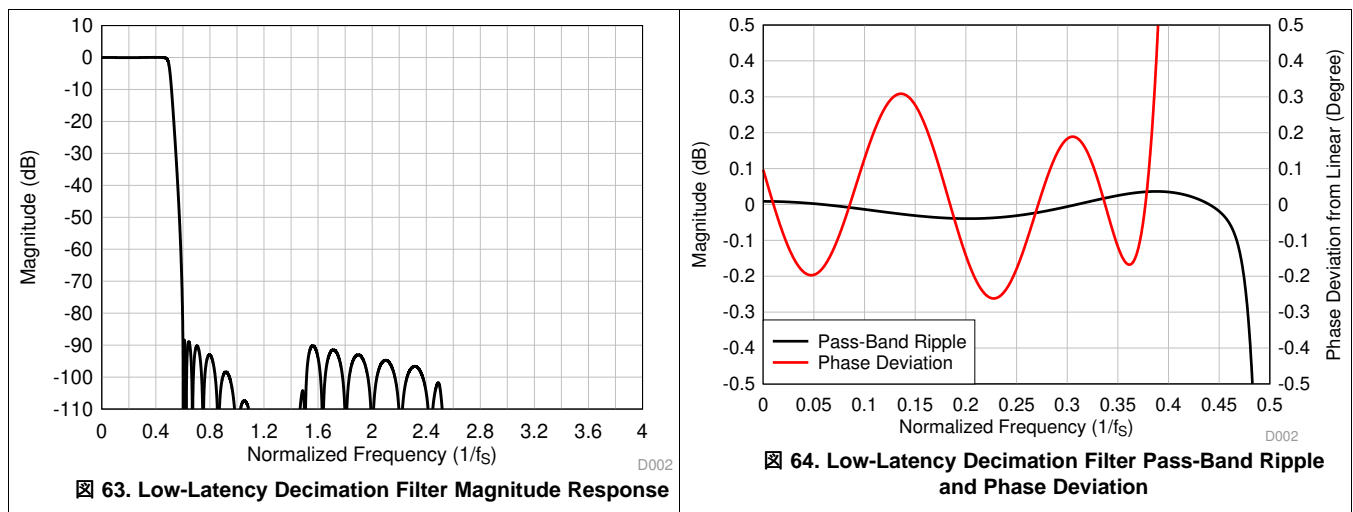 10
0
-10
-20
-30
-40
-50
-60
-70
-80
-90
-100
-110
Magnitude (dB)
0 0.4 0.8 1.2 1.6 2 2.4 2.8 3.2 3.6 4
Normalized Frequency (1/fS)
D002
図 63. Low-Latency Decimation Filter Magnitude Response
0.5
0.4
0.3
0.2
0.1
0
-0.1
-0.2
-0.3
-0.4
-0.5
Magnitude (dB)
Pass-Band Ripple
Phase Deviation
0.5
0.4
0.3
0.2
0.1
0
-0.1
-0.2
-0.3
-0.4
-0.5
Phase Deviation from Linear (Degree)
0 0.05 0.1 0.15 0.2 0.25 0.3 0.35 0.4 0.45 0.5
Normalized Frequency (1/fS)
D002
図 64. Low-Latency Decimation Filter Pass-Band Ripple
and Phase Deviation